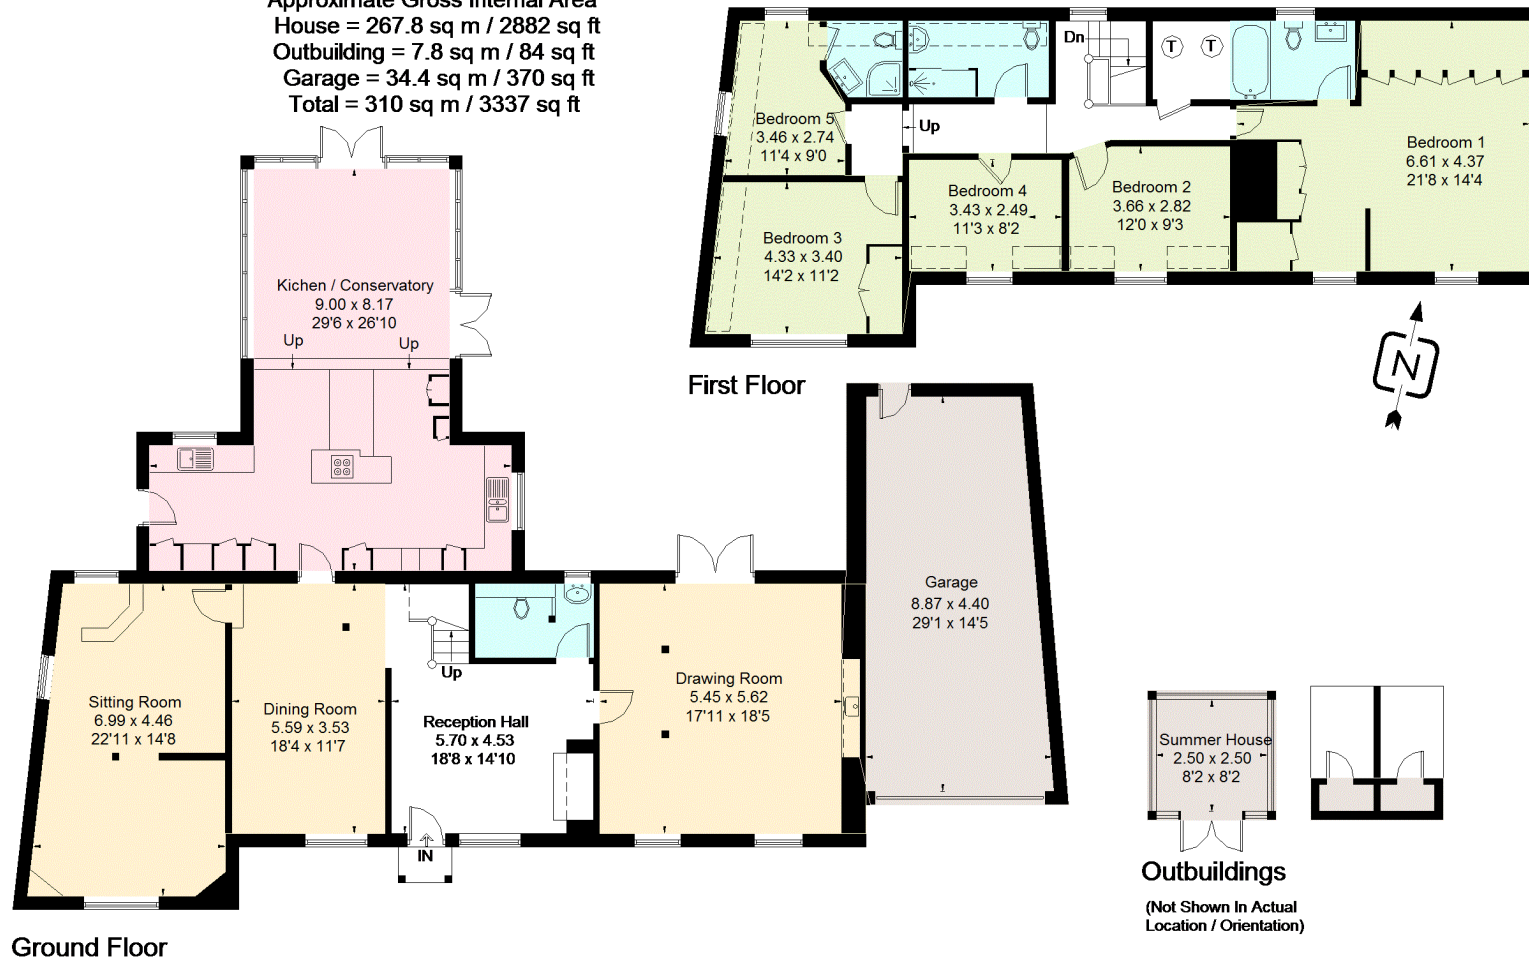 Approximate Gross Internal Area
House = 267.8 sq m / 2882 sq ft
Outbuilding = 7.8 sq m / 84 sq ft
Garage = 34.4 sq m / 370 sq ft
Total = 310 sq m / 3337 sq ft
Dn
T
T
Up
Bedroom 5
3.46 x 2.74
11'4 x 9'0
Bedroom 1
6.61 x 4.37
21'8 x 14'4
Bedroom 4
3.43 x 2.49
11'3 x 8'2
Bedroom 2
3.66 x 2.82
12'0 x 9'3
Bedroom 3
4.33 x 3.40
14'2 x 11'2
First Floor
N
Kichen / Conservatory
9.00 x 8.17
29'6 x 26'10
Up
Up
Garage
8.87 x 4.40
29'1 x 14'5
Sitting Room
6.99 x 4.46
22'11 x 14'8
Dining Room
5.59 x 3.53
18'4 x 11'7
Up
Reception Hall
5.70 x 4.53
18'8 x 14'10
Drawing Room
5.45 x 5.62
17'11 x 18'5
IN
Summer House
2.50 x 2.50
8'2 x 8'2
Outbuildings
(Not Shown In Actual
Location / Orientation)
Ground Floor